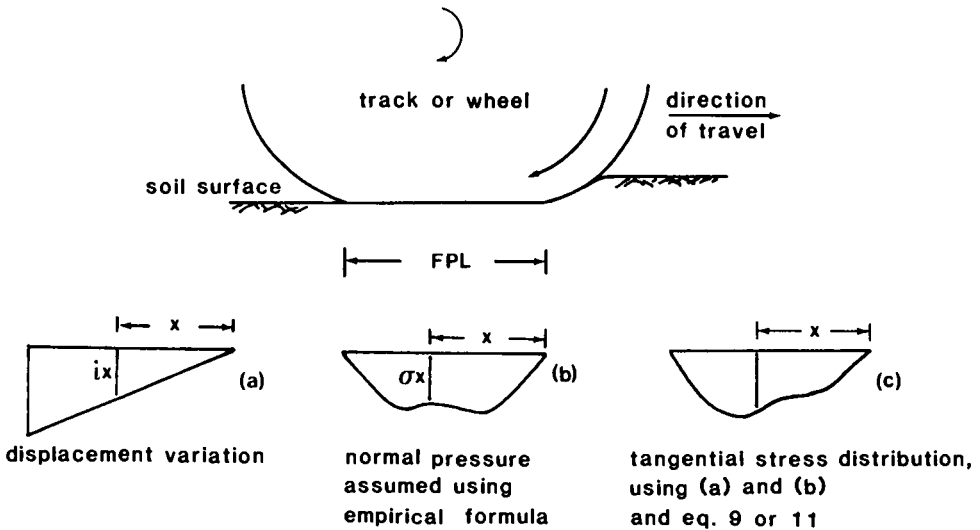 track or wheel
direction
of travel
soil surface
FPL
x
x
x
ix
(a)
σx
(b)
(c)
displacement variation
normal pressure
assumed using
empirical formula
tangential stress distribution,
using (a) and (b)
and eq. 9 or 11